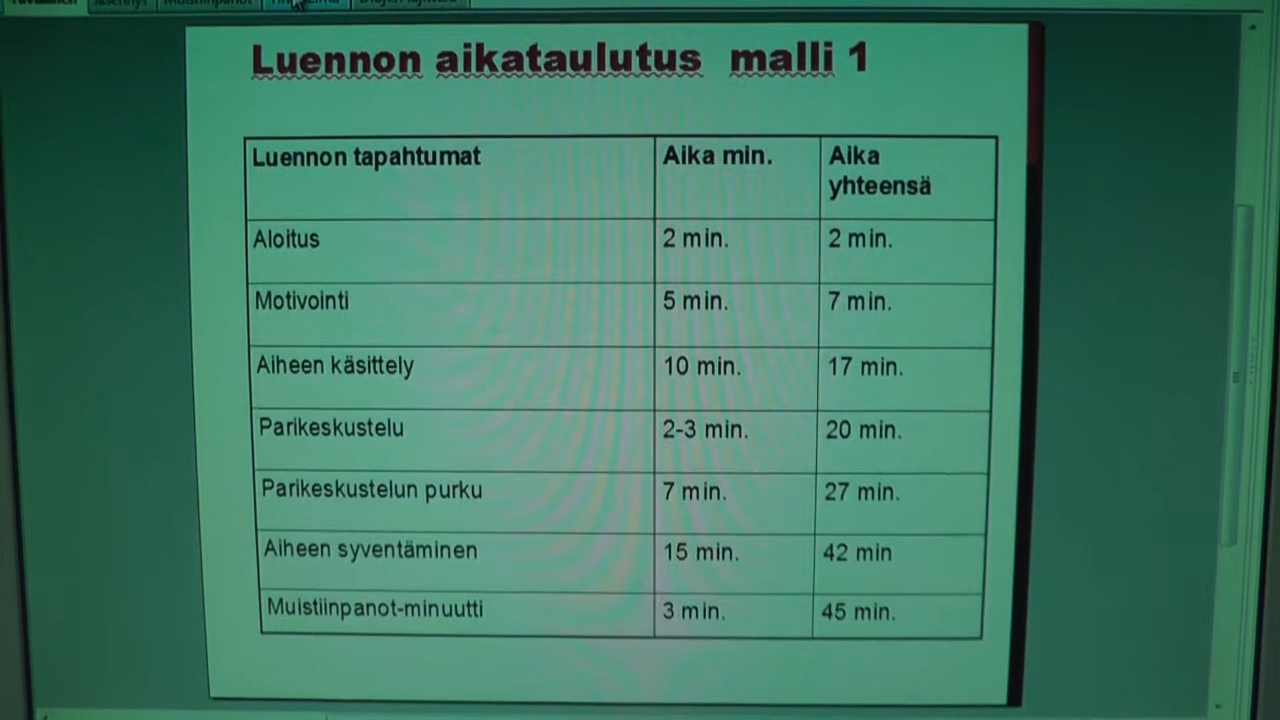 Luennon aikataulutus malli 1
Luennon tapahtumat Aika min. Aika yhteensä
Aloitus 2 min. 2 min.
Motivointi 5 min. 7 min.
Aiheen käsittely 10 min. 17 min.
Parikeskustelu 2-3 min. 20 min.
Parikeskustelun purku 7 min. 27 min.
Aiheen syventäminen 15 min. 42 min
Muistiinpanot-minuutti 3 min. 45 min.